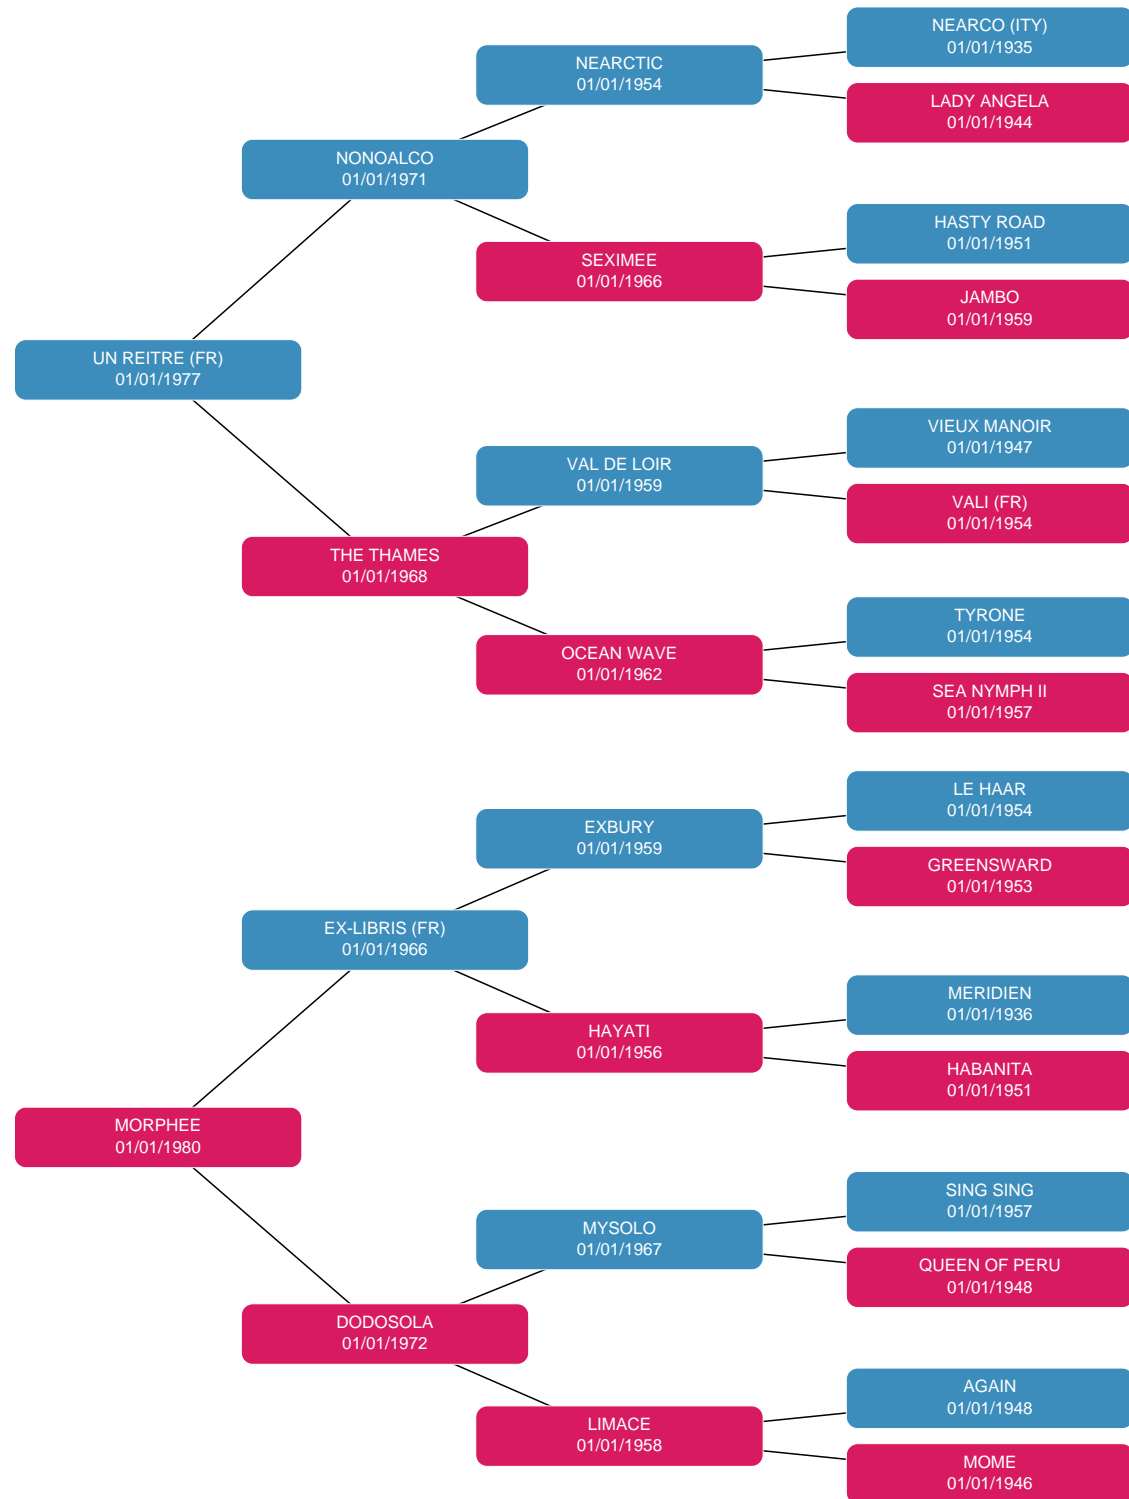 NEARCO (ITY)
01/01/1935
NEARCTIC
01/01/1954
LADY ANGELA
01/01/1944
NONOALCO
01/01/1971
HASTY ROAD
01/01/1951
SEXIMEE
01/01/1966
JAMBO
01/01/1959
UN REITRE (FR)
01/01/1977
VIEUX MANOIR
01/01/1947
VAL DE LOIR
01/01/1959
VALI (FR)
01/01/1954
THE THAMES
01/01/1968
TYRONE
01/01/1954
OCEAN WAVE
01/01/1962
SEA NYMPH II
01/01/1957
LE HAAR
01/01/1954
EXBURY
01/01/1959
GREENSWARD
01/01/1953
EX-LIBRIS (FR)
01/01/1966
MERIDIEN
01/01/1936
HAYATI
01/01/1956
HABANITA
01/01/1951
MORPHEE
01/01/1980
SING SING
01/01/1957
MYSOLO
01/01/1967
QUEEN OF PERU
01/01/1948
DODOSOLA
01/01/1972
AGAIN
01/01/1948
LIMACE
01/01/1958
MOME
01/01/1946